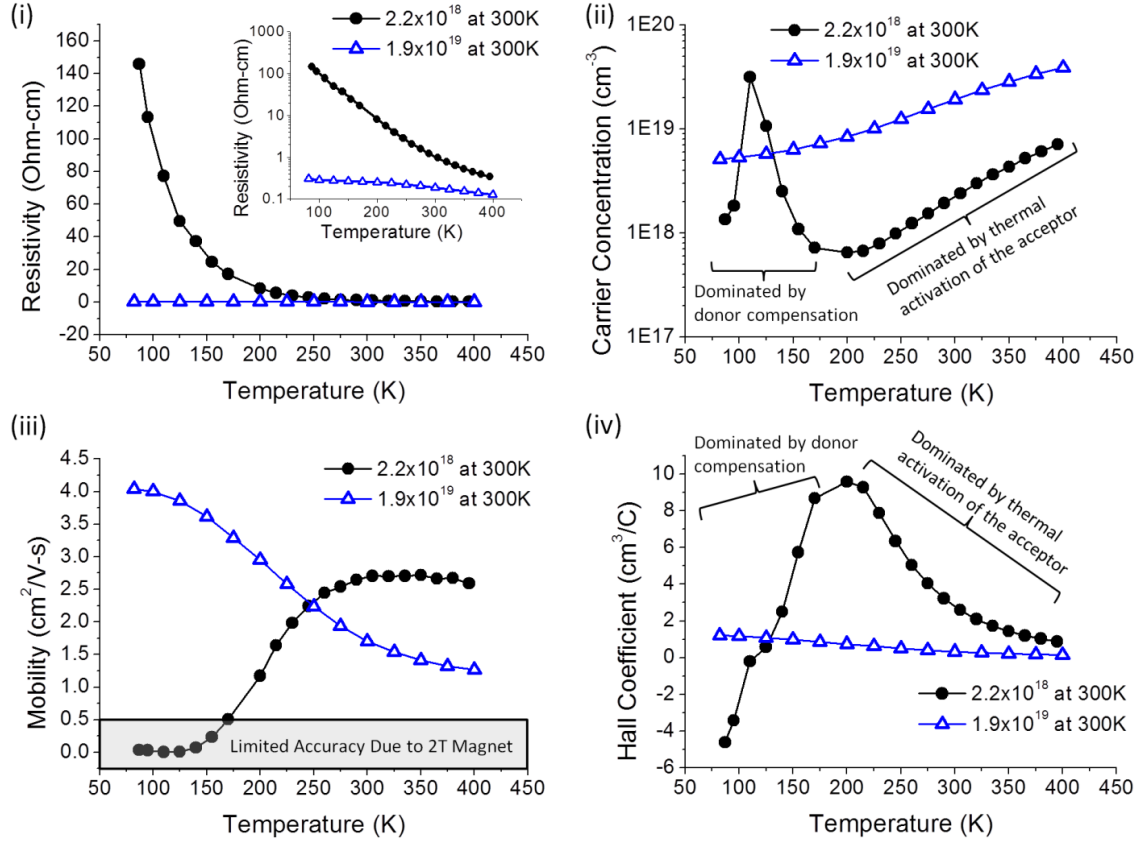 (i)
2.2x10^18 at 300K
1.9x10^19 at 300K
Resistivity (Ohm-cm)
160
140
120
100
80
60
40
20
0
-20
50 100 150 200 250 300 350 400 450
Temperature (K)
Resistivity (Ohm-cm)
1000
100
10
1
0.1
100 200 300 400
Temperature (K)
(ii)
2.2x10^18 at 300K
1.9x10^19 at 300K
Carrier Concentration (cm^-3)
1E20
1E19
1E18
1E17
Dominated by
donor compensation
Dominated by thermal
activation of the acceptor
50 100 150 200 250 300 350 400 450
Temperature (K)
(iii)
2.2x10^18 at 300K
1.9x10^19 at 300K
Mobility (cm^2/V-s)
4.5
4.0
3.5
3.0
2.5
2.0
1.5
1.0
0.5
0.0
Limited Accuracy Due to 2T Magnet
50 100 150 200 250 300 350 400 450
Temperature (K)
(iv)
Dominated by donor
compensation
Dominated by thermal
activation of the acceptor
Hall Coefficient (cm^3/C)
10
8
6
4
2
0
-2
-4
-6
2.2x10^18 at 300K
1.9x10^19 at 300K
50 100 150 200 250 300 350 400 450
Temperature (K)